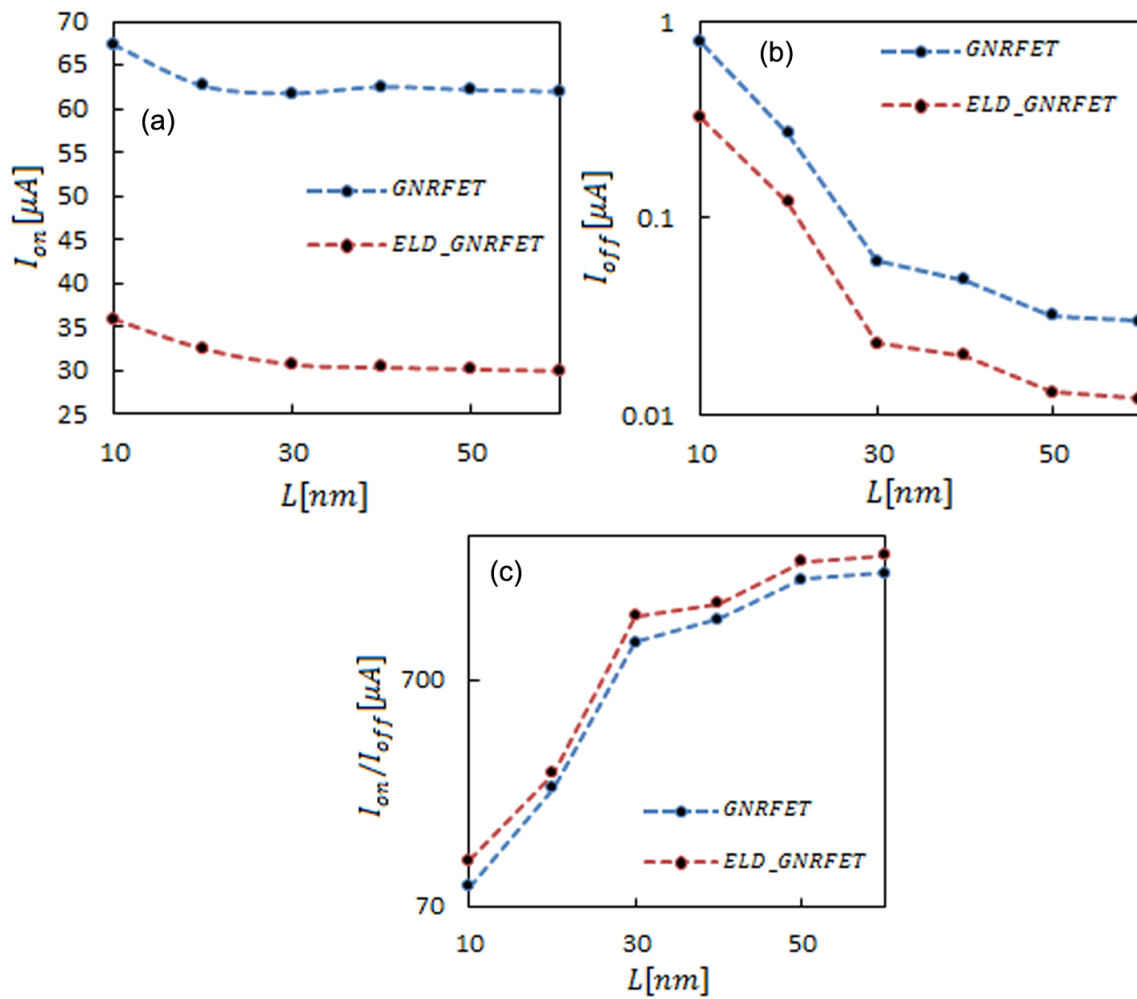 70
65
60
55
50
45
40
35
30
25
10
30
50
L[nm]
I_on [μA]
(a)
GNRFET
ELD_GNRFET
1
0.1
0.01
10
30
50
L[nm]
I_off [μA]
(b)
GNRFET
ELD_GNRFET
700
70
10
30
50
L[nm]
I_on/I_off [μA]
(c)
GNRFET
ELD_GNRFET